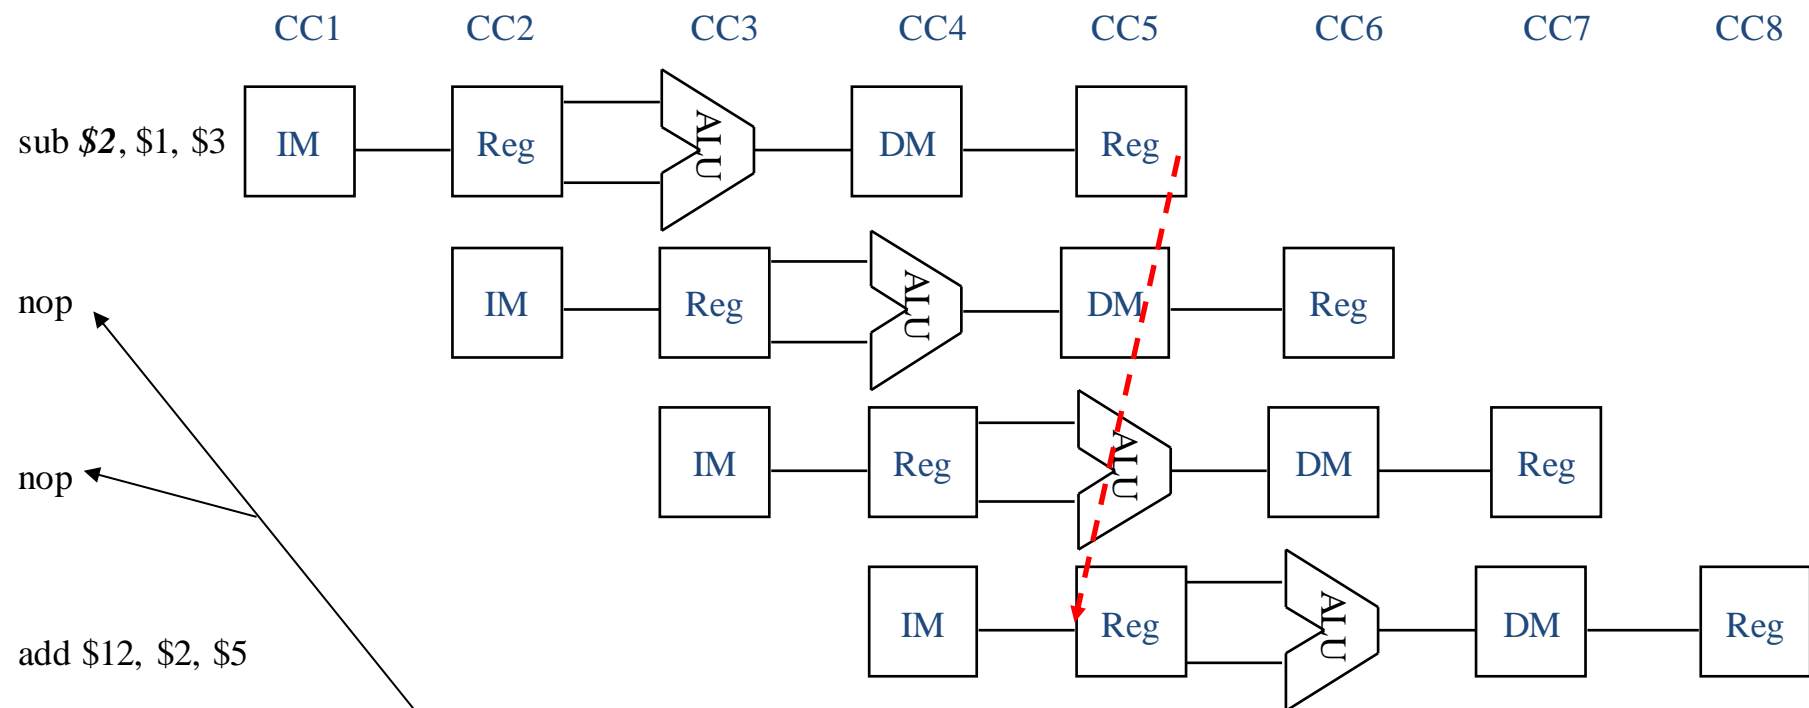 CC1 CC2 CC3 CC4 CC5 CC6 CC7 CC8
sub $2, $1, $3 IM Reg ALU DM Reg
nop IM Reg ALU DM Reg
nop IM Reg ALU DM Reg
add $12, $2, $5 IM Reg ALU DM Reg